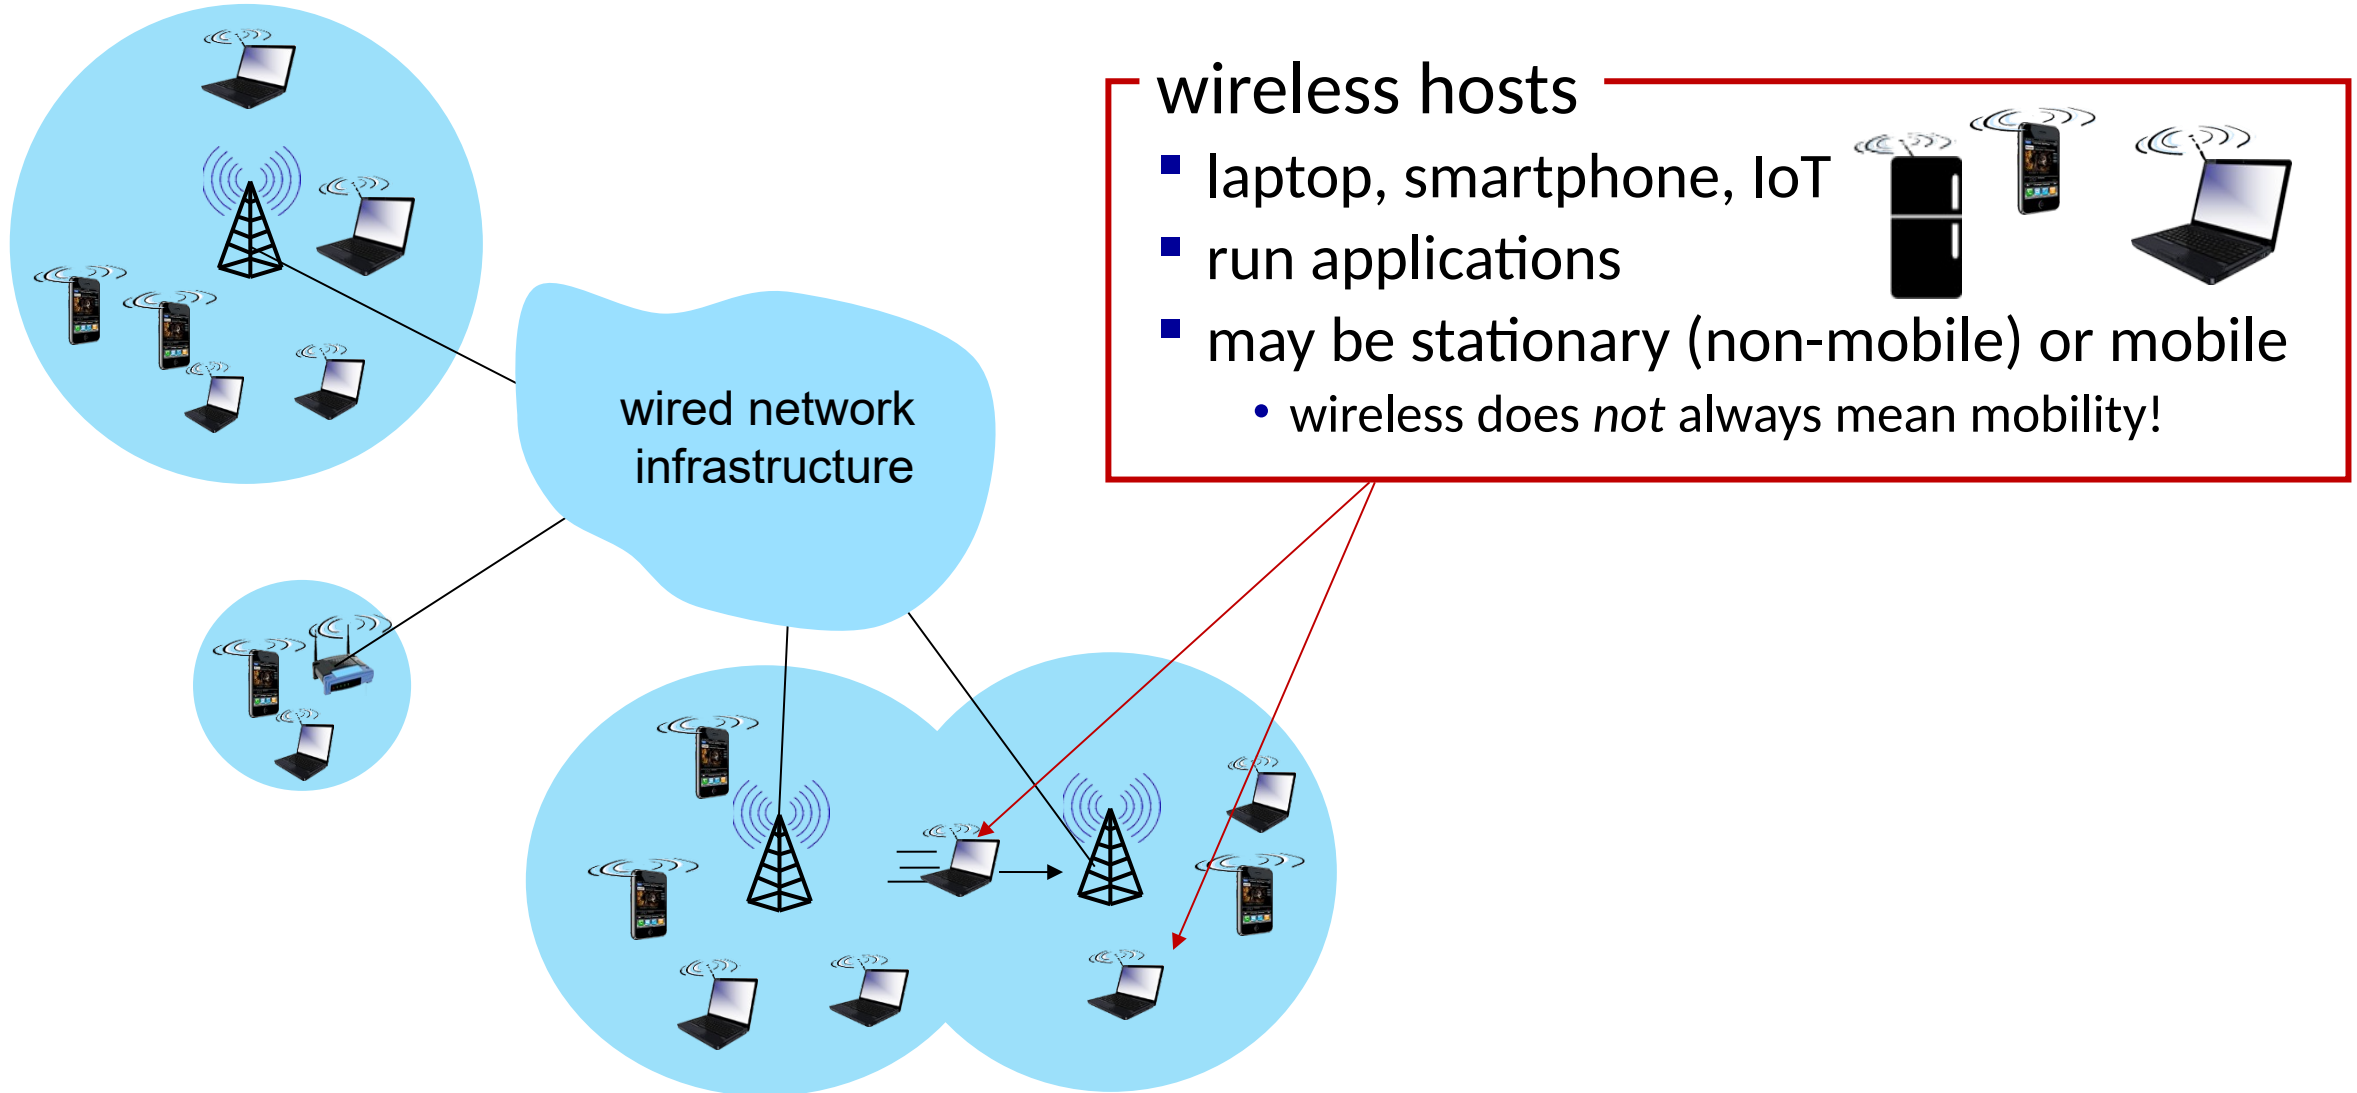 wireless hosts
laptop, smartphone, IoT
run applications
may be stationary (non-mobile) or mobile
wireless does not always mean mobility!
wired network
infrastructure